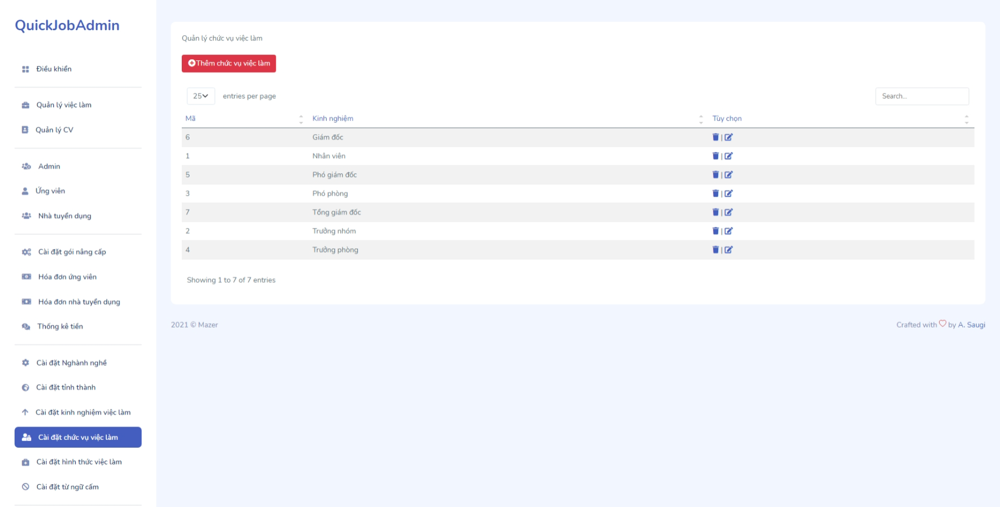 QuickJobAdmin
Điều khiển
Quản lý việc làm
Quản lý CV
Admin
Ứng viên
Nhà tuyển dụng
Cài đặt gói nâng cấp
Hóa đơn ứng viên
Hóa đơn nhà tuyển dụng
Thống kê tiền
Cài đặt Nghành nghề
Cài đặt tỉnh thành
Cài đặt kinh nghiệm việc làm
Cài đặt chức vụ việc làm
Cài đặt hình thức việc làm
Cài đặt từ ngữ cấm
Quản lý chức vụ việc làm
Thêm chức vụ việc làm
25 entries per page
Search...
Mã Kinh nghiệm Tùy chọn
6 Giám đốc |
1 Nhân viên |
5 Phó giám đốc |
3 Phó phòng |
7 Tổng giám đốc |
2 Trưởng nhóm |
4 Trưởng phòng |
Showing 1 to 7 of 7 entries
2021 © Mazer
Crafted with ♡ by A. Saugi